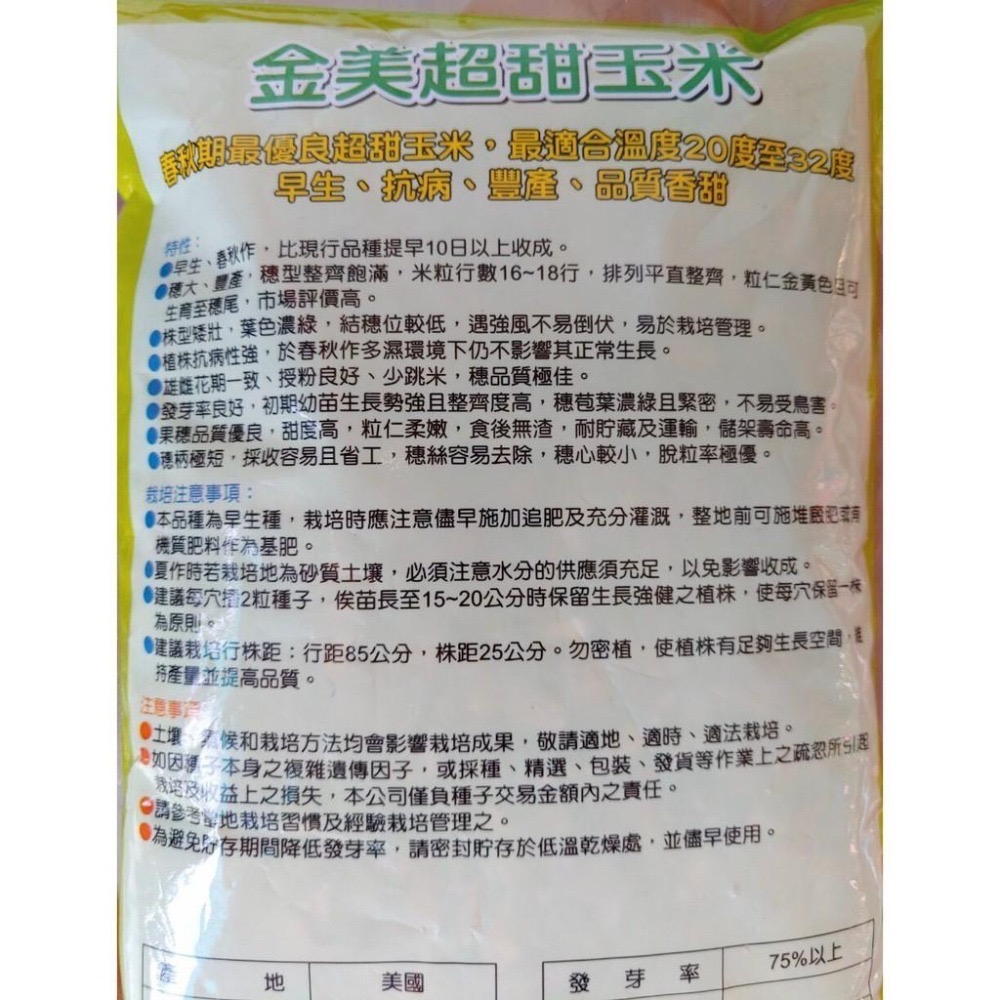 金美超甜玉米
春秋期最優良超甜玉米，最適合溫度20度至32度
早生、抗病、豐產、品質香甜
特性：
●早生、春秋作，比現行品種提早10日以上收成。
●穗大、豐產，穗型整齊飽滿，米粒行數16~18行，排列平直整齊，粒仁金黃色且可
生育至穗尾，市場評價高。
●株型矮壯，葉色濃綠，結穗位較低，遇強風不易倒伏，易於栽培管理。
●植株抗病性強，於春秋作多濕環境下仍不影響其正常生長。
●雄雌花期一致、授粉良好、少跳米，穗品質極佳。
●發芽率良好，初期幼苗生長勢強且整齊度高，穗苞葉濃綠且緊密，不易受鳥害。
●果穗品質優良，甜度高，粒仁柔嫩，食後無渣，耐貯藏及運輸，儲架壽命高。
●穗柄極短，採收容易且省工，穗絲容易去除，穗心較小，脫粒率極優。
栽培注意事項：
●本品種為早生種，栽培時應注意儘早施加追肥及充分灌溉，整地前可施堆廄肥或有
機質肥料作為基肥。
●夏作時若栽培地為砂質土壤，必須注意水分的供應須充足，以免影響收成。
●建議每穴播2粒種子，俟苗長至15~20公分時保留生長強健之植株，使每穴保留一株
為原則。
●建議栽培行株距：行距85公分，株距25公分。勿密植，使植株有足夠生長空間，維
持產量並提高品質。
注意事項
●土壤、氣候和栽培方法均會影響栽培成果，敬請適地、適時、適法栽培。
●如因種子本身之複雜遺傳因子，或採種、精選、包裝、發貨等作業上之疏忽所引起
栽培及收益上之損失，本公司僅負種子交易金額內之責任。
●請參考當地栽培習慣及經驗栽培管理之。
●為避免貯存期間降低發芽率，請密封貯存於低溫乾燥處，並儘早使用。
產地 美國 發芽率 75%以上